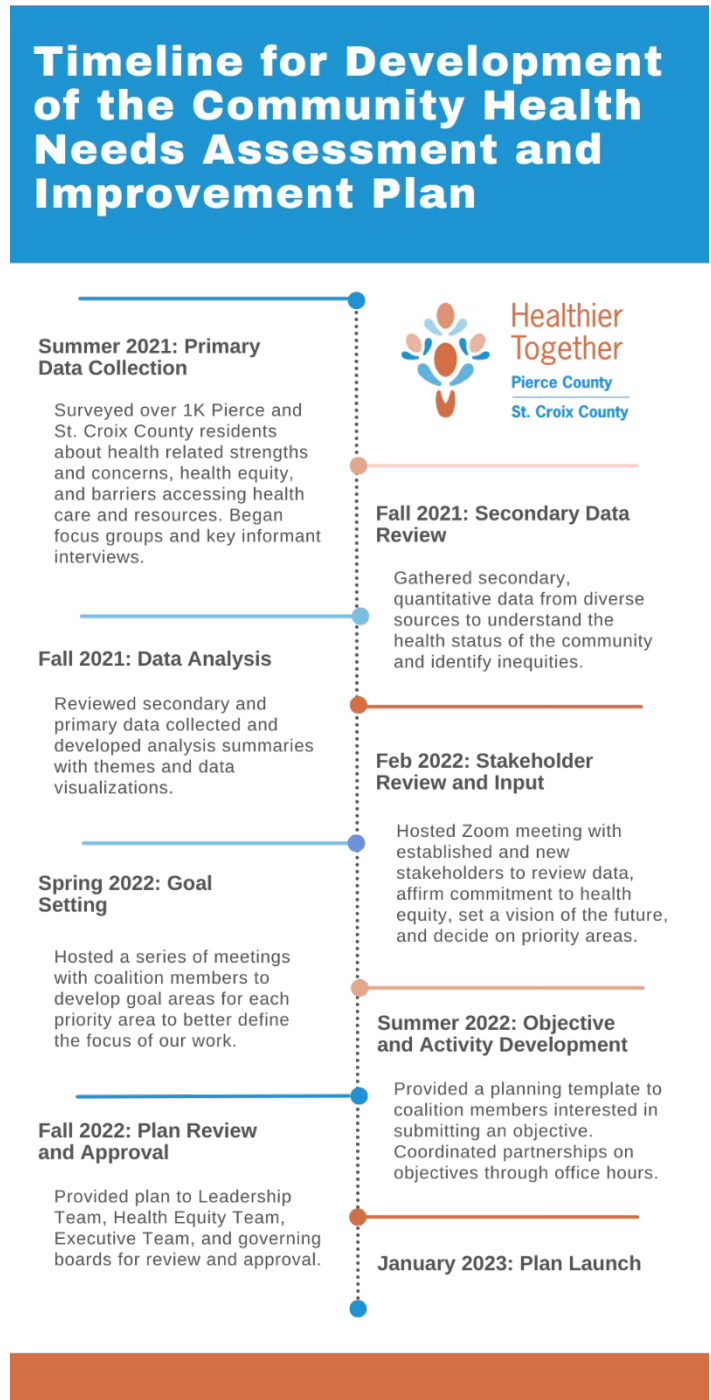 Timeline for Development
of the Community Health
Needs Assessment and
Improvement Plan
Healthier
Together
Pierce County
St. Croix County
Summer 2021: Primary
Data Collection
Surveyed over 1K Pierce and
St. Croix County residents
about health related strengths
and concerns, health equity,
and barriers accessing health
care and resources. Began
focus groups and key informant
interviews.
Fall 2021: Secondary Data
Review
Gathered secondary,
quantitative data from diverse
sources to understand the
health status of the community
and identify inequities.
Fall 2021: Data Analysis
Reviewed secondary and
primary data collected and
developed analysis summaries
with themes and data
visualizations.
Feb 2022: Stakeholder
Review and Input
Hosted Zoom meeting with
established and new
stakeholders to review data,
affirm commitment to health
equity, set a vision of the future,
and decide on priority areas.
Spring 2022: Goal
Setting
Hosted a series of meetings
with coalition members to
develop goal areas for each
priority area to better define
the focus of our work.
Summer 2022: Objective
and Activity Development
Provided a planning template to
coalition members interested in
submitting an objective.
Coordinated partnerships on
objectives through office hours.
Fall 2022: Plan Review
and Approval
Provided plan to Leadership
Team, Health Equity Team,
Executive Team, and governing
boards for review and approval.
January 2023: Plan Launch